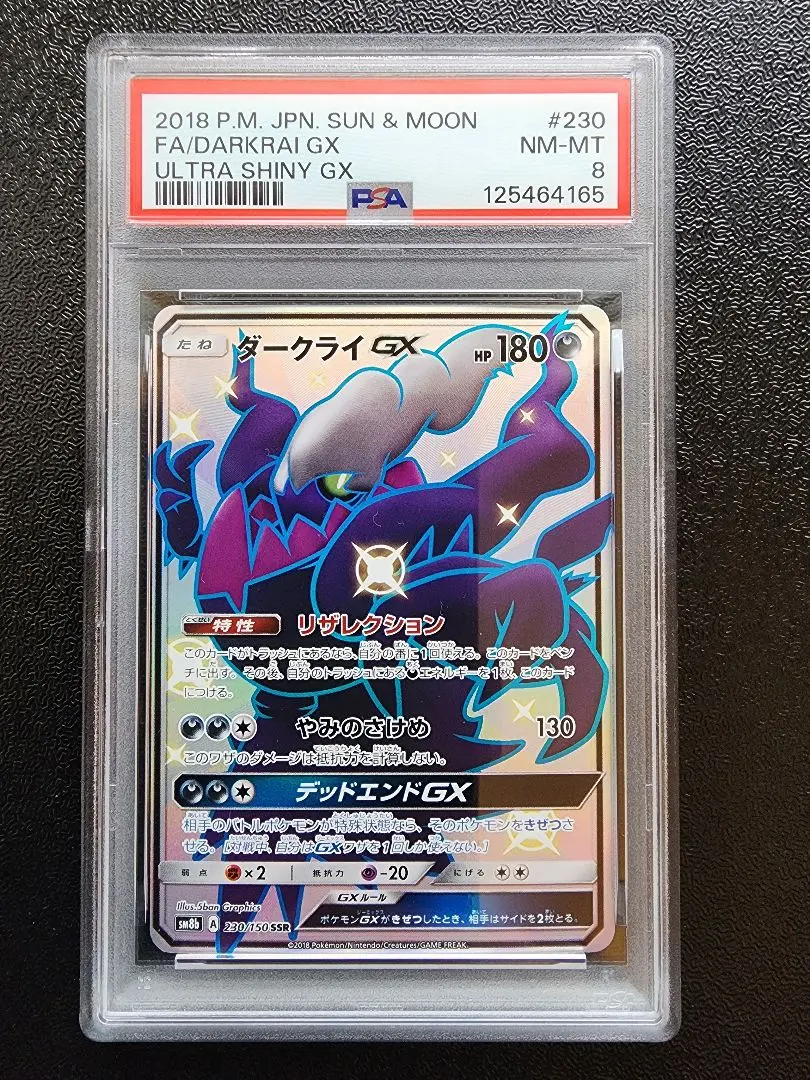 2018 P.M. JPN. SUN & MOON #230
FA/DARKRAI GX NM-MT
ULTRA SHINY GX 8
PSA 125464165
たね ダークライGX HP 180
とくせい
特性 リザレクション
このカードがトラッシュにあるなら、自分の番に1回使える。このカードをベン
チに出す。その後、自分のトラッシュにあるエネルギーを1枚、このカード
につける。
やみのさけめ 130
このワザのダメージは抵抗力を計算しない。
デッドエンドGX
相手のバトルポケモンが特殊状態なら、そのポケモンをきぜつさ
せる。[対戦中、自分はGXワザを1回しか使えない。]
弱点 ×2 抵抗力 -20 にげる
GXルール
Illus.5ban Graphics
ポケモンGXがきぜつしたとき、相手はサイドを2枚とる。
SM8b A 230/150 SSR
©2018 Pokémon/Nintendo/Creatures/GAME FREAK.